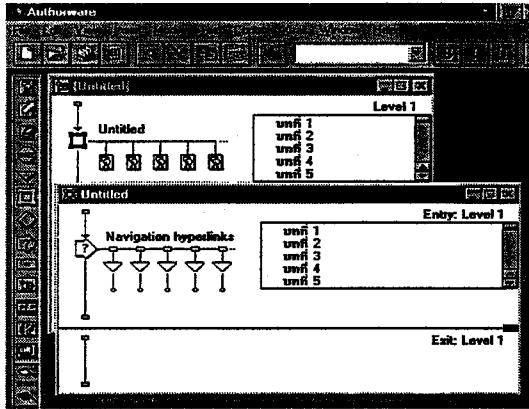 Authorware
[Untitled]
Level 1
Untitled
บทที่ 1
บทที่ 2
บทที่ 3
บทที่ 4
บทที่ 5
Untitled
Entry: Level 1
?
Navigation hyperlinks
บทที่ 1
บทที่ 2
บทที่ 3
บทที่ 4
บทที่ 5
Exit: Level 1